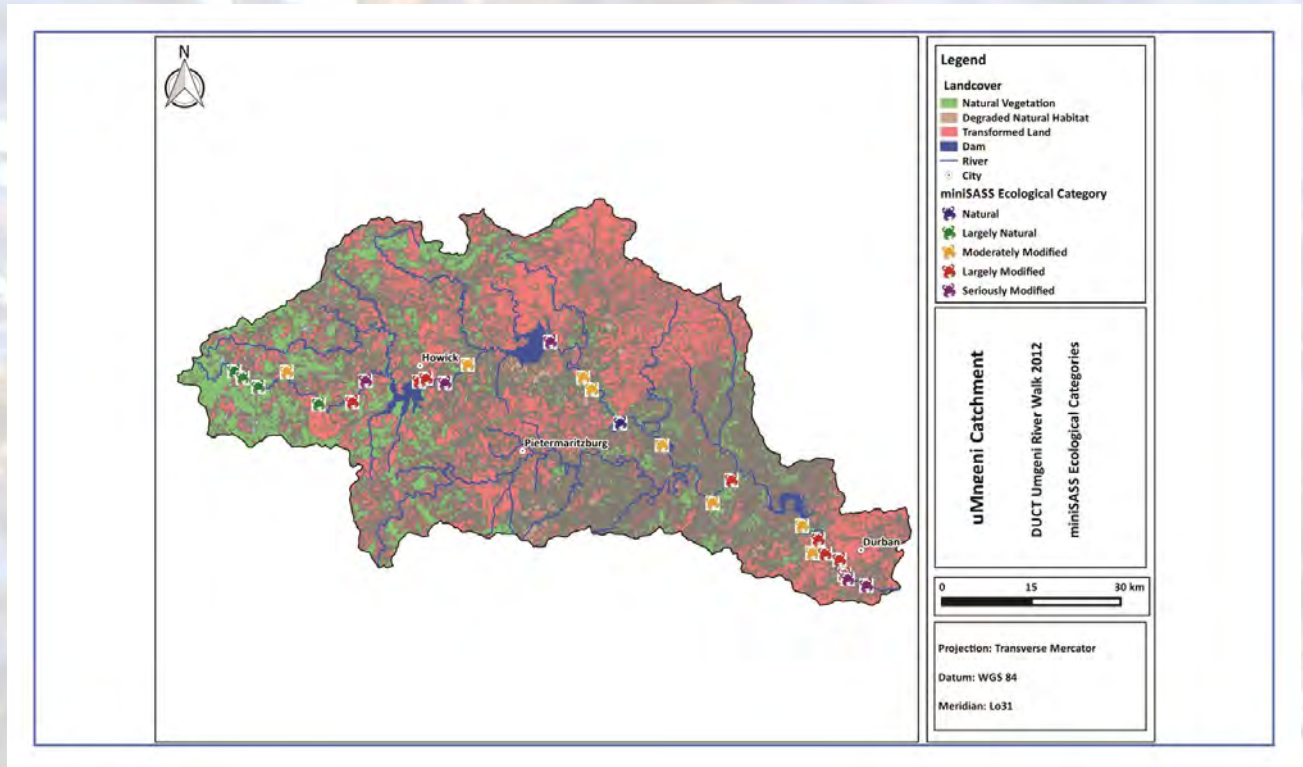 N
Howick
Pietermaritzburg
Durban
Legend
Landcover
Natural Vegetation
Degraded Natural Habitat
Transformed Land
Dam
River
City
miniSASS Ecological Category
Natural
Largely Natural
Moderately Modified
Largely Modified
Seriously Modified
uMneeni Catchment
DUCT Umgeni River Walk 2012
miniSASS Ecological Categories
0 15 30 km
Projection: Transverse Mercator
Datum: WGS 84
Meridian: Lo31